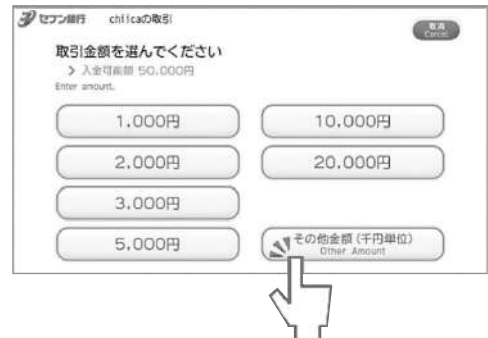 セブン銀行 chiicaの取引
取消
Cancel
取引金額を選んでください
> 入金可能額 50,000円
Enter amount.
1,000円
10,000円
2,000円
20,000円
3,000円
5,000円
その他金額(千円単位)
Other Amount